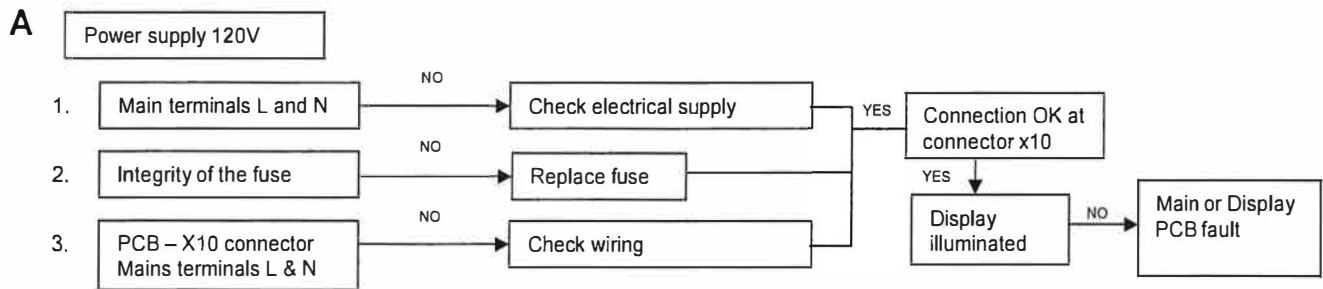 A
Power supply 120V
NO
1. Main terminals L and N
Check electrical supply
YES
Connection OK at
connector x10
NO
2. Integrity of the fuse
Replace fuse
YES
NO
3. PCB – X10 connector
Mains terminals L & N
Check wiring
Display
illuminated
NO
Main or Display
PCB fault